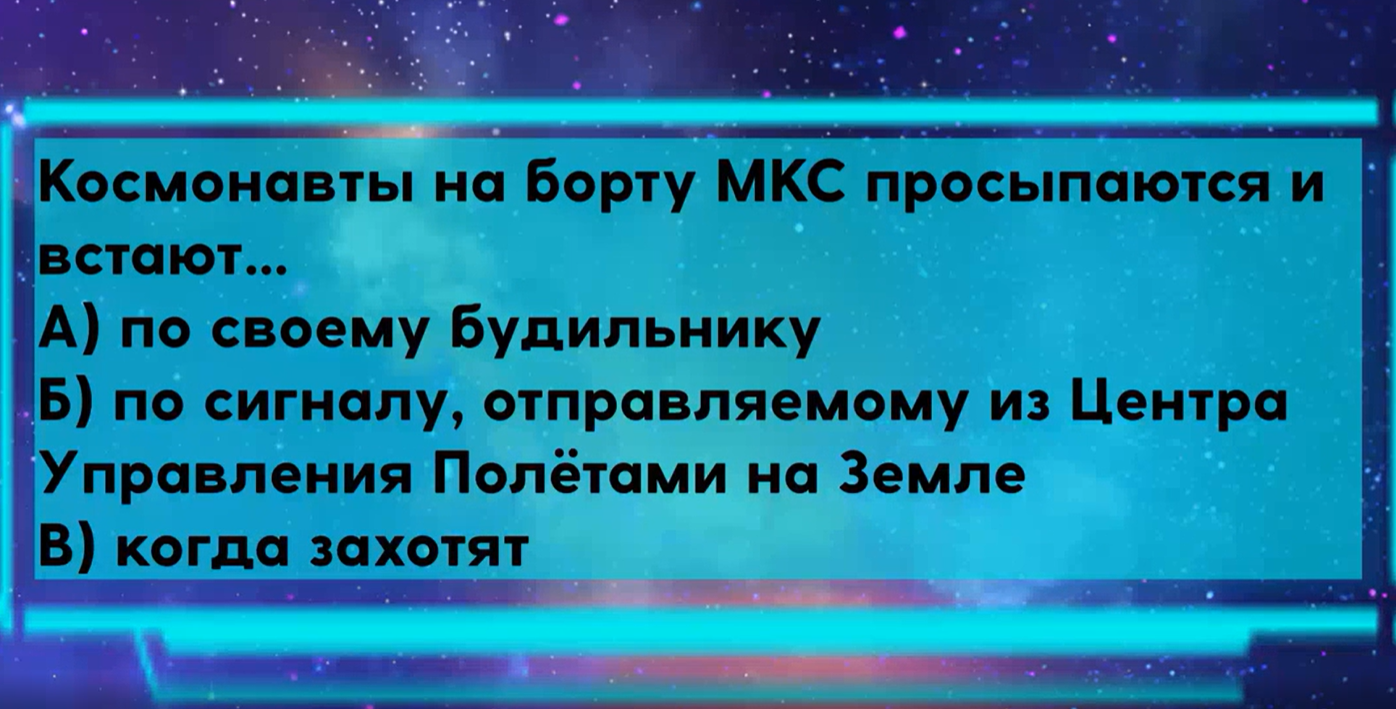 Космонавты на борту МКС просыпаются и
встают...
А) по своему будильнику
Б) по сигналу, отправляемому из Центра
Управления Полётами на Земле
В) когда захотят